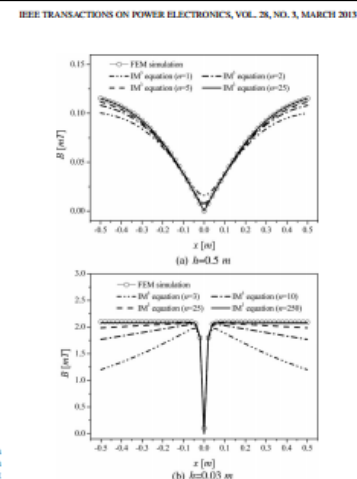 IEEE TRANSACTIONS ON POWER ELECTRONICS, VOL. 28, NO. 3, MARCH 2013
FEM simulation
IM² equation (n=1) IM² equation (n=2)
IM² equation (n=5) IM² equation (n=25)
0.15
0.10
0.05
0.00
B [mT]
-0.5 -0.4 -0.3 -0.2 -0.1 0.0 0.1 0.2 0.3 0.4 0.5
x [m]
(a) h=0.5 m
FEM simulation
IM² equation (n=3) IM² equation (n=10)
IM² equation (n=25) IM² equation (n=250)
3.0
2.5
2.0
1.5
1.0
0.5
0.0
B [mT]
-0.5 -0.4 -0.3 -0.2 -0.1 0.0 0.1 0.2 0.3 0.4 0.5
x [m]
(b) h=0.03 m